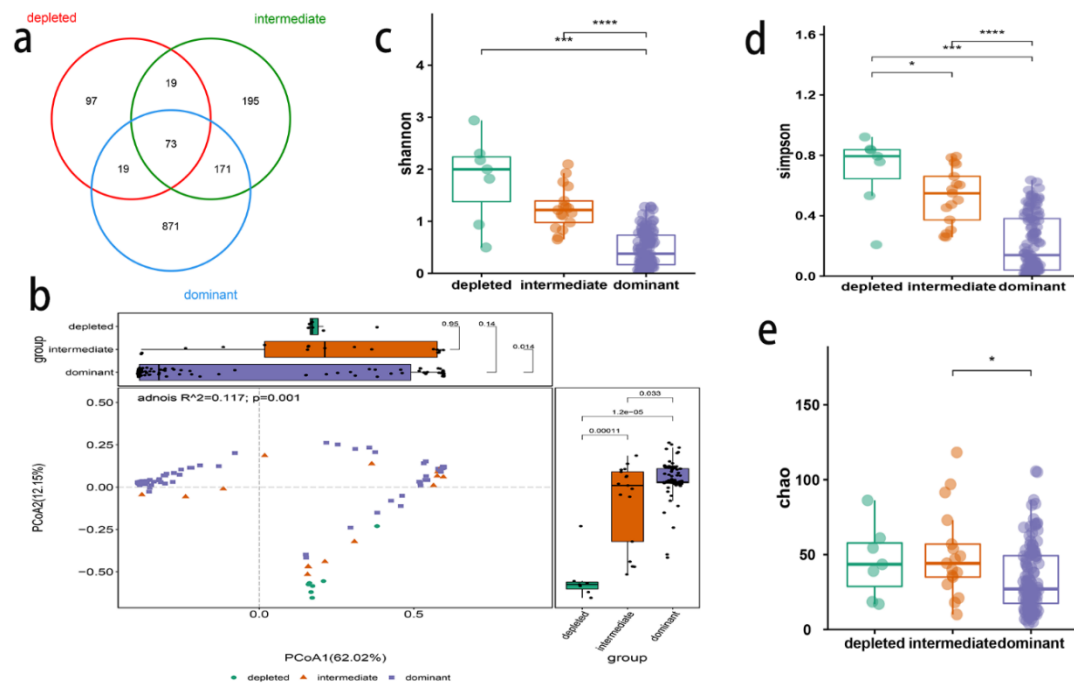 a
depleted
intermediate
97
19
195
73
19
171
871
dominant
b
group
depleted
intermediate
dominant
0.95
0.14
0.014
adnois R^2=0.117; p=0.001
PCoA2(12.15%)
0.50
0.25
0.00
−0.25
−0.50
0.0
0.5
PCoA1(62.02%)
0.033
1.2e−05
0.00011
depleted
intermediate
dominant
group
depleted
intermediate
dominant
c
shannon
4
3
2
1
0
****
***
depleted
intermediate
dominant
d
simpson
1.6
1.2
0.8
0.4
0.0
****
***
*
depleted
intermediate
dominant
e
chao
150
100
50
0
*
depleted
intermediate
dominant